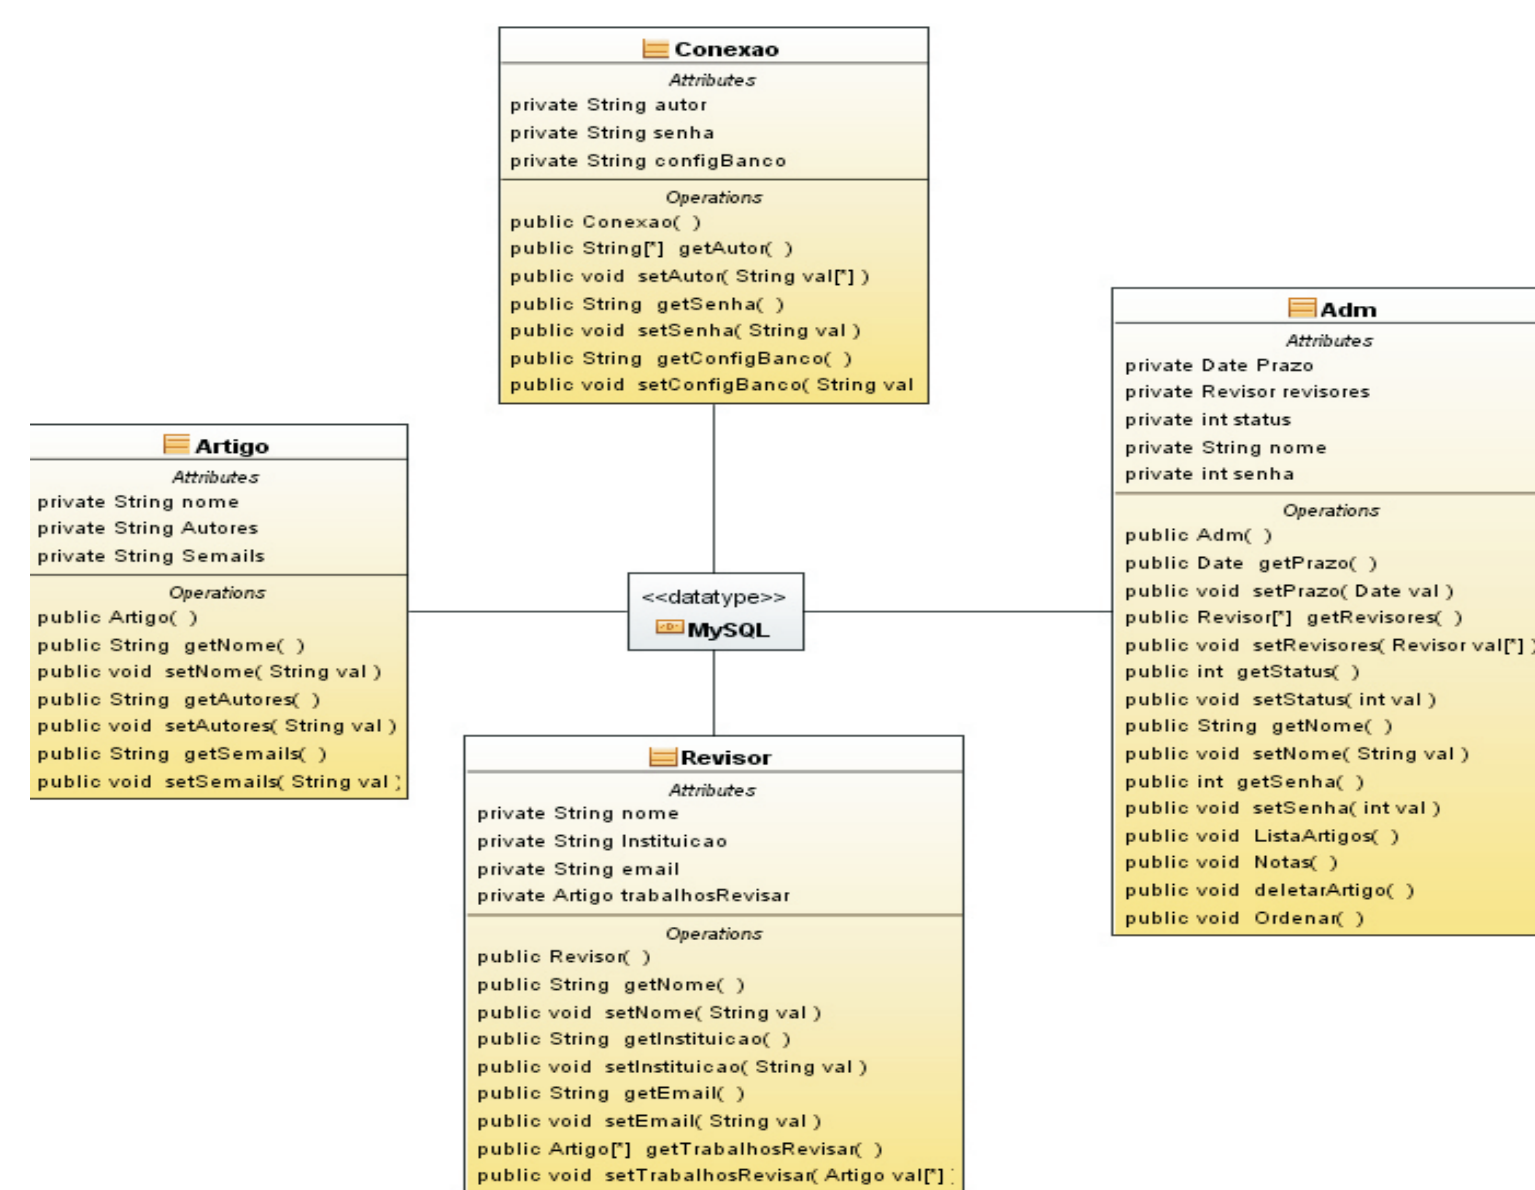 Conexao
Attributes
private String autor
private String senha
private String configBanco
Operations
public Conexao( )
public String[*] getAutor( )
public void setAutor( String val[*] )
public String getSenha( )
public void setSenha( String val )
public String getConfigBanco( )
public void setConfigBanco( String val
Artigo
Attributes
private String nome
private String Autores
private String Semails
Operations
public Artigo( )
public String getNome( )
public void setNome( String val )
public String getAutores( )
public void setAutores( String val )
public String getSemails( )
public void setSemails( String val )
<<datatype>>
MySQL
Adm
Attributes
private Date Prazo
private Revisor revisores
private int status
private String nome
private int senha
Operations
public Adm( )
public Date getPrazo( )
public void setPrazo( Date val )
public Revisor[*] getRevisores( )
public void setRevisores( Revisor val[*] )
public int getStatus( )
public void setStatus( int val )
public String getNome( )
public void setNome( String val )
public int getSenha( )
public void setSenha( int val )
public void ListaArtigos( )
public void Notas( )
public void deletarArtigo( )
public void Ordenar( )
Revisor
Attributes
private String nome
private String Instituicao
private String email
private Artigo trabalhosRevisar
Operations
public Revisor( )
public String getNome( )
public void setNome( String val )
public String getInstituicao( )
public void setInstituicao( String val )
public String getEmail( )
public void setEmail( String val )
public Artigo[*] getTrabalhosRevisar( )
public void setTrabalhosRevisar( Artigo val[*]